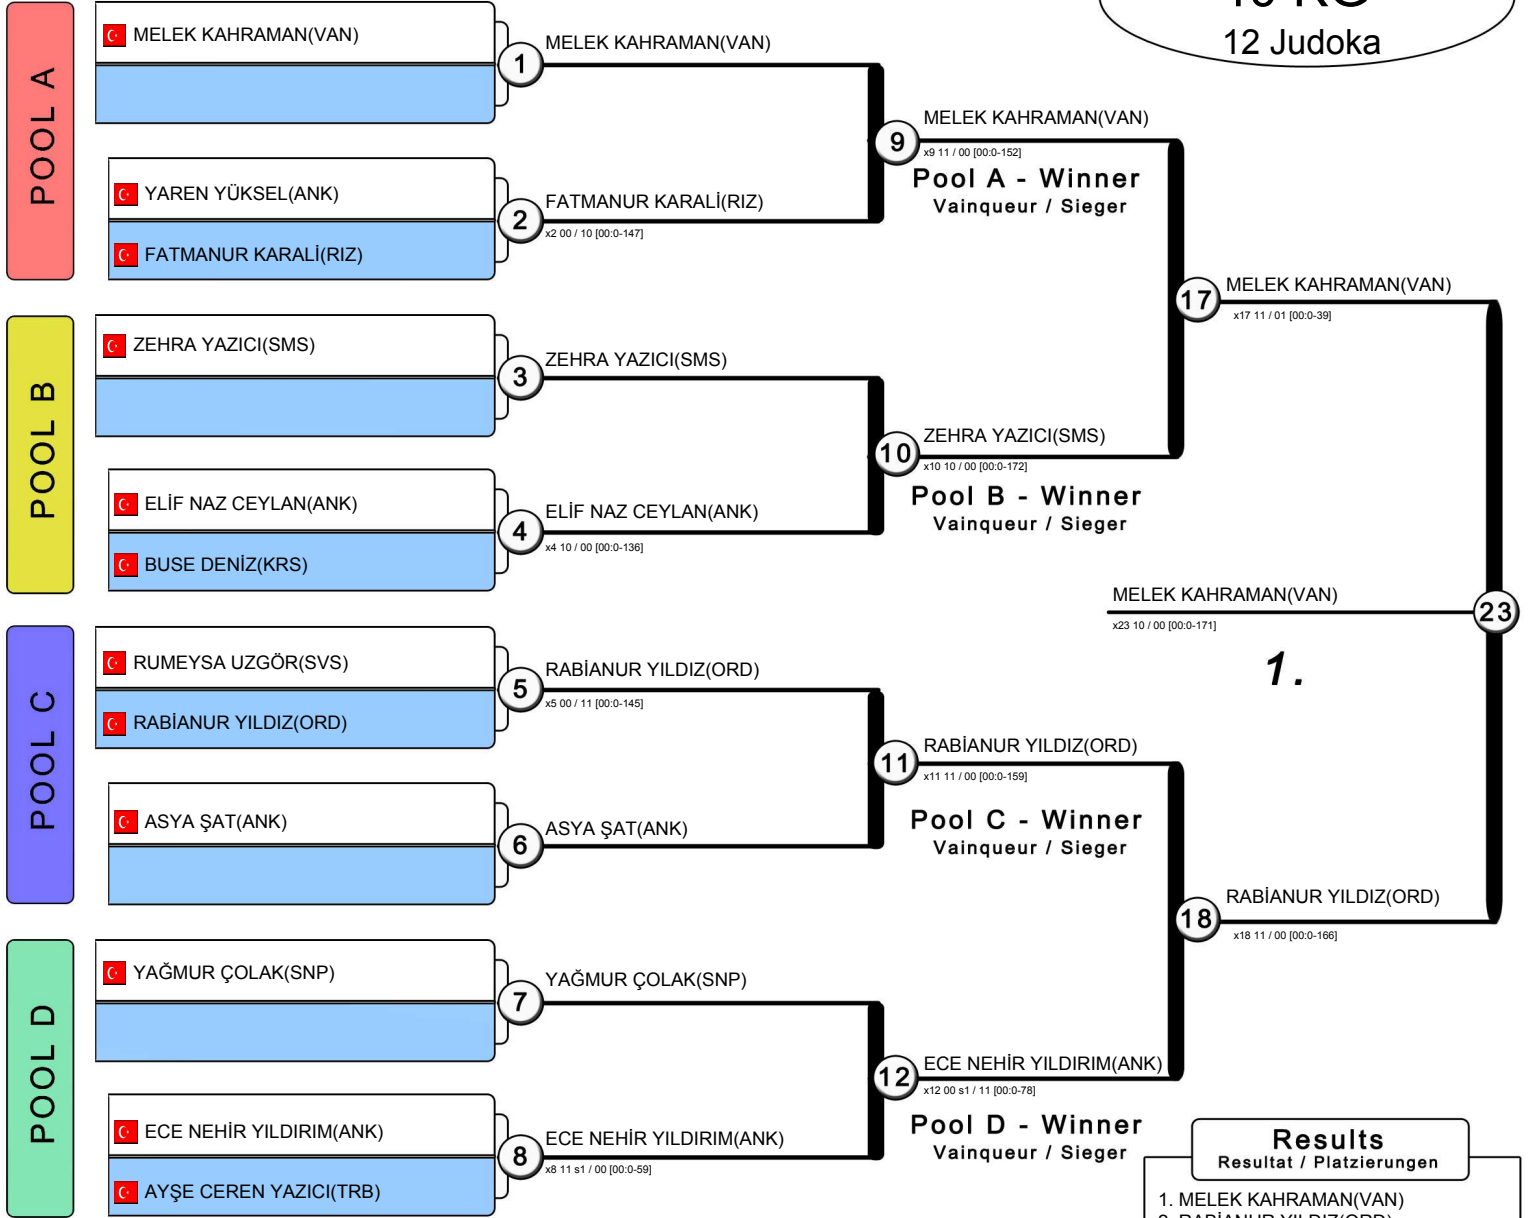 KG
12 Judoka
POOL A
MELEK KAHRAMAN(VAN)
YAREN YÜKSEL(ANK)
FATMANUR KARALİ(RIZ)
1
MELEK KAHRAMAN(VAN)
2
FATMANUR KARALİ(RIZ)
x2 00 / 10 [00:0-147]
9
MELEK KAHRAMAN(VAN)
x9 11 / 00 [00:0-152]
Pool A - Winner
Vainqueur / Sieger
POOL B
ZEHRA YAZICI(SMS)
ELİF NAZ CEYLAN(ANK)
BUSE DENİZ(KRS)
3
ZEHRA YAZICI(SMS)
4
ELİF NAZ CEYLAN(ANK)
x4 10 / 00 [00:0-136]
10
ZEHRA YAZICI(SMS)
x10 10 / 00 [00:0-172]
Pool B - Winner
Vainqueur / Sieger
17
MELEK KAHRAMAN(VAN)
x17 11 / 01 [00:0-39]
MELEK KAHRAMAN(VAN)
23
x23 10 / 00 [00:0-171]
1.
POOL C
RUMEYSA UZGÖR(SVS)
RABİANUR YILDIZ(ORD)
ASYA ŞAT(ANK)
5
RABİANUR YILDIZ(ORD)
x5 00 / 11 [00:0-145]
6
ASYA ŞAT(ANK)
11
RABİANUR YILDIZ(ORD)
x11 11 / 00 [00:0-159]
Pool C - Winner
Vainqueur / Sieger
18
RABİANUR YILDIZ(ORD)
x18 11 / 00 [00:0-166]
POOL D
YAĞMUR ÇOLAK(SNP)
ECE NEHİR YILDIRIM(ANK)
AYŞE CEREN YAZICI(TRB)
7
YAĞMUR ÇOLAK(SNP)
8
ECE NEHİR YILDIRIM(ANK)
x8 11 s1 / 00 [00:0-59]
12
ECE NEHİR YILDIRIM(ANK)
x12 00 s1 / 11 [00:0-78]
Pool D - Winner
Vainqueur / Sieger
Results
Resultat / Platzierungen
1. MELEK KAHRAMAN(VAN)
2. RABİANUR YILDIZ(ORD)